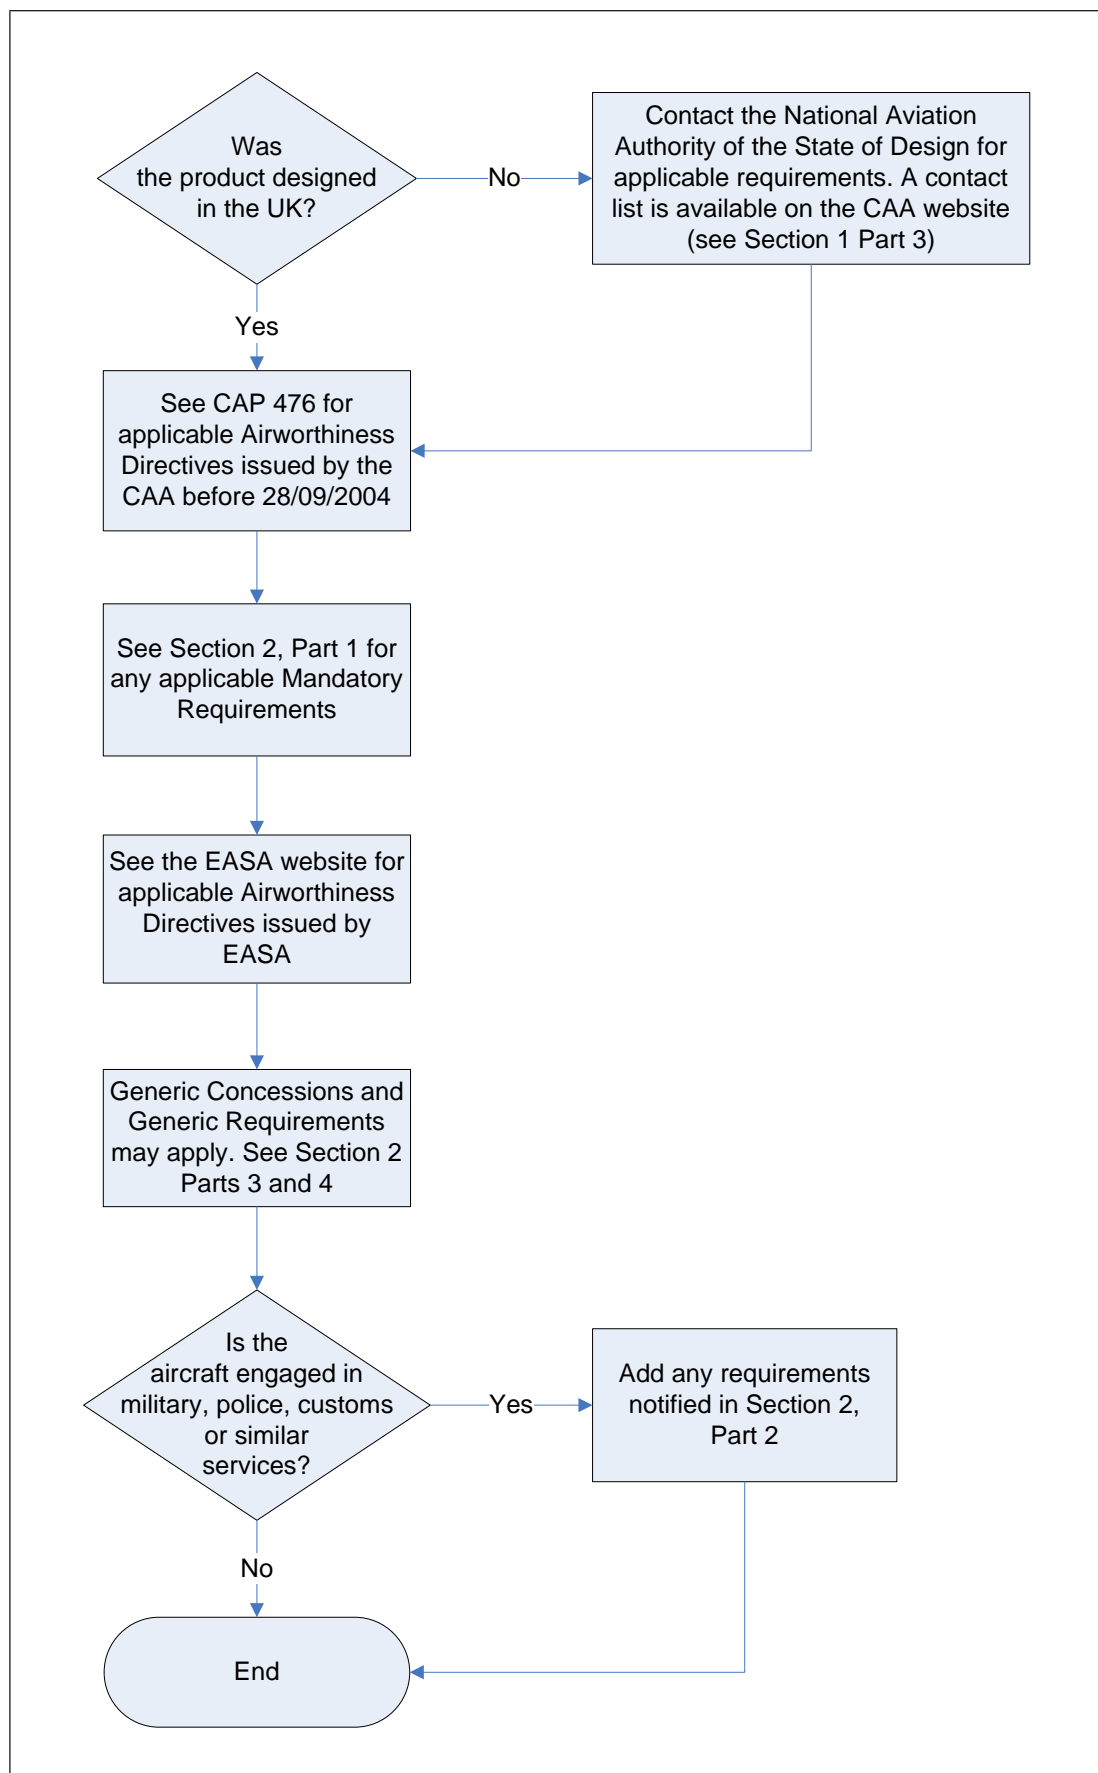 Was
the product designed
in the UK?
No
Contact the National Aviation
Authority of the State of Design for
applicable requirements. A contact
list is available on the CAA website
(see Section 1 Part 3)
Yes
See CAP 476 for
applicable Airworthiness
Directives issued by the
CAA before 28/09/2004
See Section 2, Part 1 for
any applicable Mandatory
Requirements
See the EASA website for
applicable Airworthiness
Directives issued by
EASA
Generic Concessions and
Generic Requirements
may apply. See Section 2
Parts 3 and 4
Is the
aircraft engaged in
military, police, customs
or similar
services?
Yes
Add any requirements
notified in Section 2,
Part 2
No
End